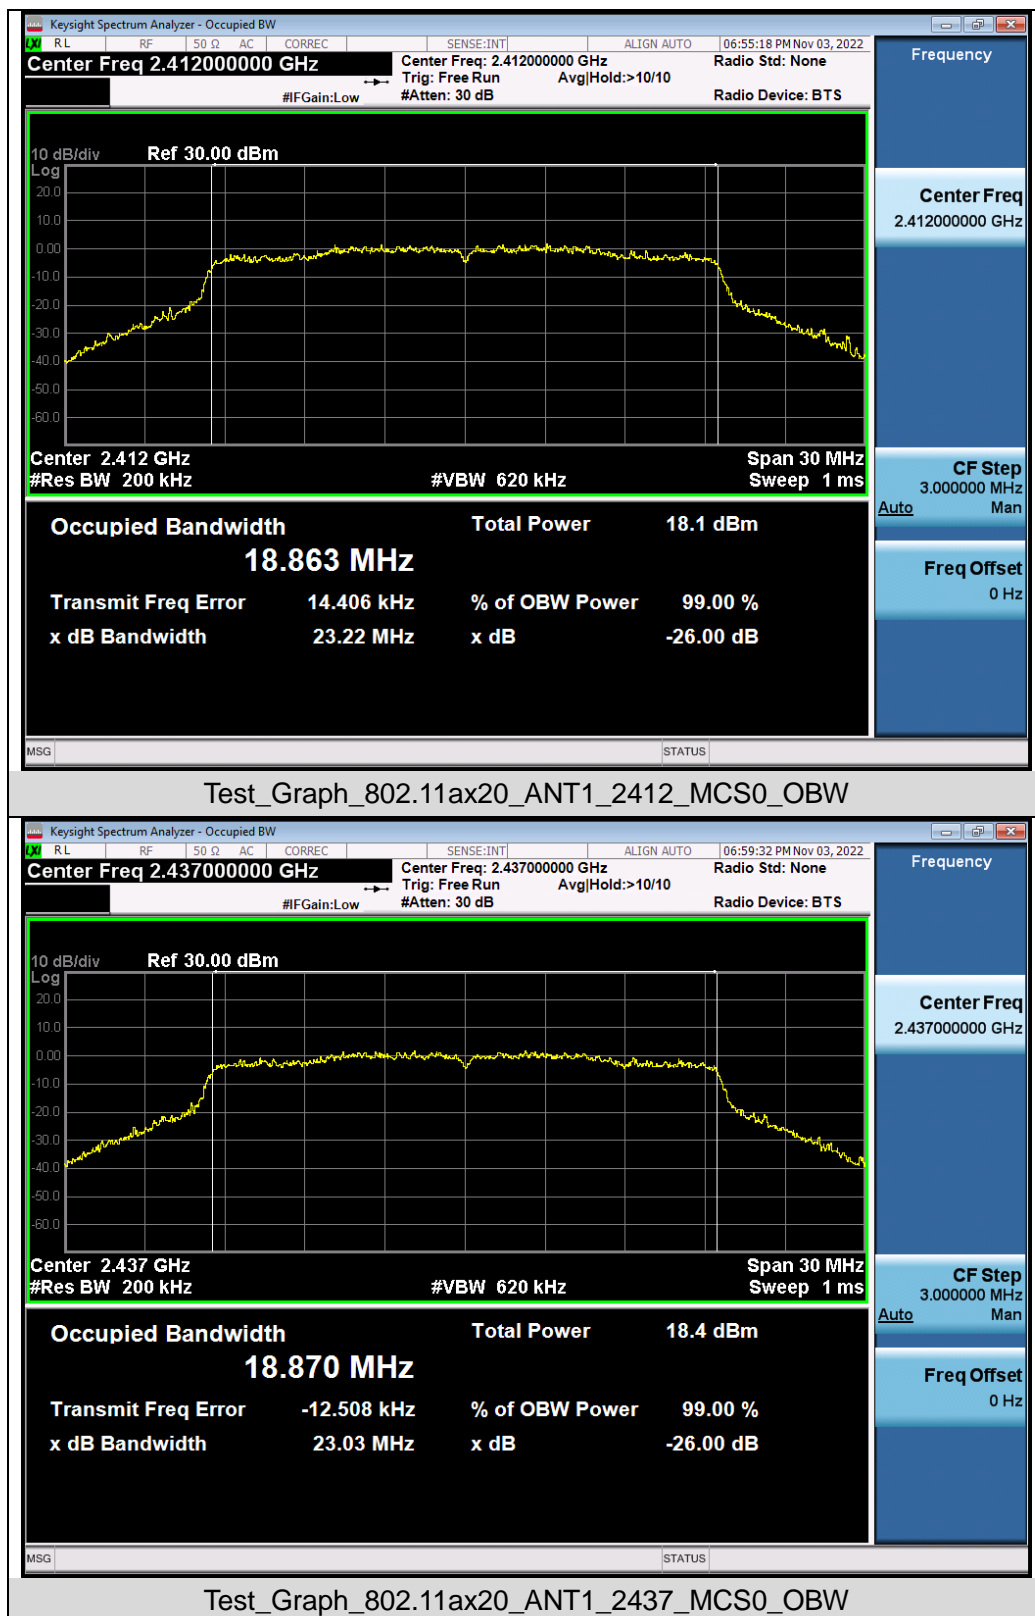 Keysight Spectrum Analyzer - Occupied BW
LXI RL RF 50 Ω AC CORREC SENSE:INT ALIGN AUTO 06:55:18 PM Nov 03, 2022
Center Freq 2.412000000 GHz
Center Freq: 2.412000000 GHz
Radio Std: None
Trig: Free Run Avg|Hold:>10/10
#IFGain:Low
#Atten: 30 dB
Radio Device: BTS
Frequency
10 dB/div Ref 30.00 dBm
Log
20.0
10.0
0.00
-10.0
-20.0
-30.0
-40.0
-50.0
-60.0
Center Freq
2.412000000 GHz
Center 2.412 GHz
Span 30 MHz
#Res BW 200 kHz
#VBW 620 kHz
Sweep 1 ms
CF Step
3.000000 MHz
Auto Man
Freq Offset
0 Hz
Occupied Bandwidth
Total Power 18.1 dBm
18.863 MHz
Transmit Freq Error 14.406 kHz % of OBW Power 99.00 %
x dB Bandwidth 23.22 MHz x dB -26.00 dB
MSG STATUS
Test_Graph_802.11ax20_ANT1_2412_MCS0_OBW
Keysight Spectrum Analyzer - Occupied BW
LXI RL RF 50 Ω AC CORREC SENSE:INT ALIGN AUTO 06:59:32 PM Nov 03, 2022
Center Freq 2.437000000 GHz
Center Freq: 2.437000000 GHz
Radio Std: None
Trig: Free Run Avg|Hold:>10/10
#IFGain:Low
#Atten: 30 dB
Radio Device: BTS
Frequency
10 dB/div Ref 30.00 dBm
Log
20.0
10.0
0.00
-10.0
-20.0
-30.0
-40.0
-50.0
-60.0
Center Freq
2.437000000 GHz
Center 2.437 GHz
Span 30 MHz
#Res BW 200 kHz
#VBW 620 kHz
Sweep 1 ms
CF Step
3.000000 MHz
Auto Man
Freq Offset
0 Hz
Occupied Bandwidth
Total Power 18.4 dBm
18.870 MHz
Transmit Freq Error -12.508 kHz % of OBW Power 99.00 %
x dB Bandwidth 23.03 MHz x dB -26.00 dB
MSG STATUS
Test_Graph_802.11ax20_ANT1_2437_MCS0_OBW